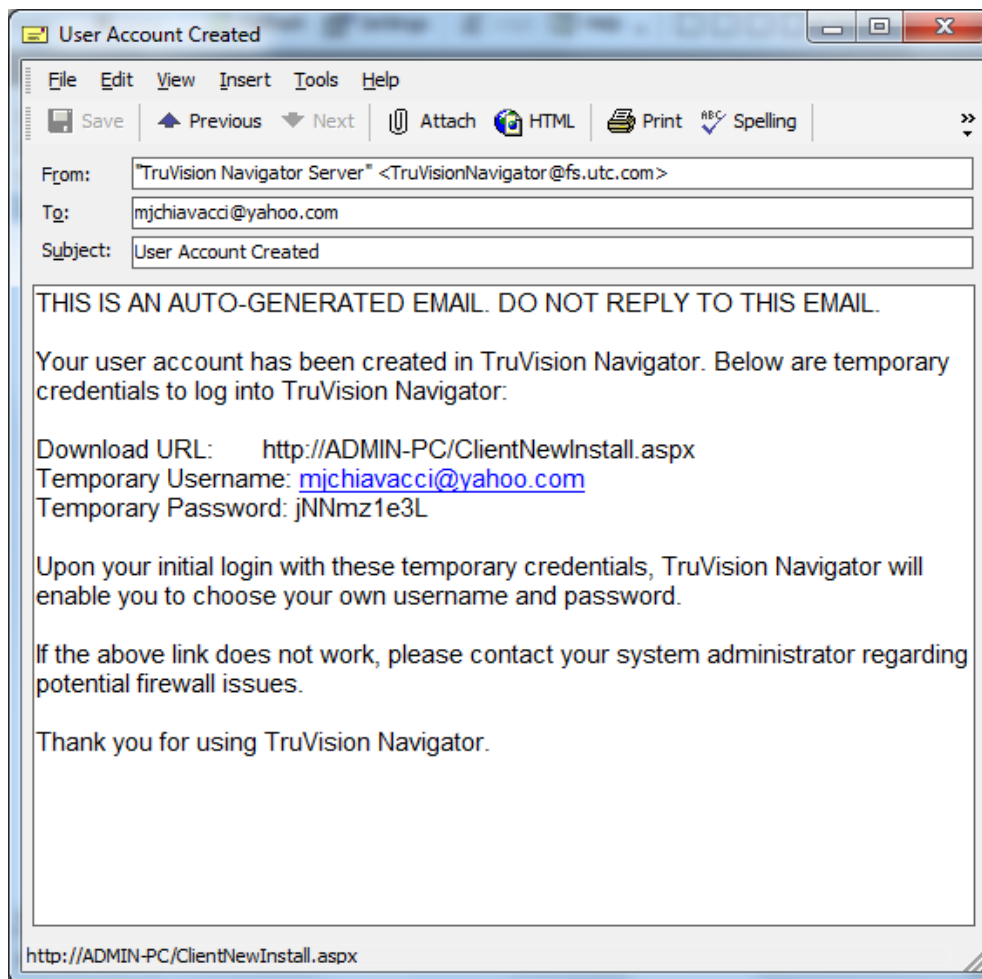 User Account Created
File Edit View Insert Tools Help
Save Previous Next Attach HTML Print ABC Spelling
From: "TruVision Navigator Server" <TruVisionNavigator@fs.utc.com>
To: mjchiavacci@yahoo.com
Subject: User Account Created
THIS IS AN AUTO-GENERATED EMAIL. DO NOT REPLY TO THIS EMAIL.
Your user account has been created in TruVision Navigator. Below are temporary
credentials to log into TruVision Navigator:
Download URL: http://ADMIN-PC/ClientNewInstall.aspx
Temporary Username: mjchiavacci@yahoo.com
Temporary Password: jNNmz1e3L
Upon your initial login with these temporary credentials, TruVision Navigator will
enable you to choose your own username and password.
If the above link does not work, please contact your system administrator regarding
potential firewall issues.
Thank you for using TruVision Navigator.
http://ADMIN-PC/ClientNewInstall.aspx